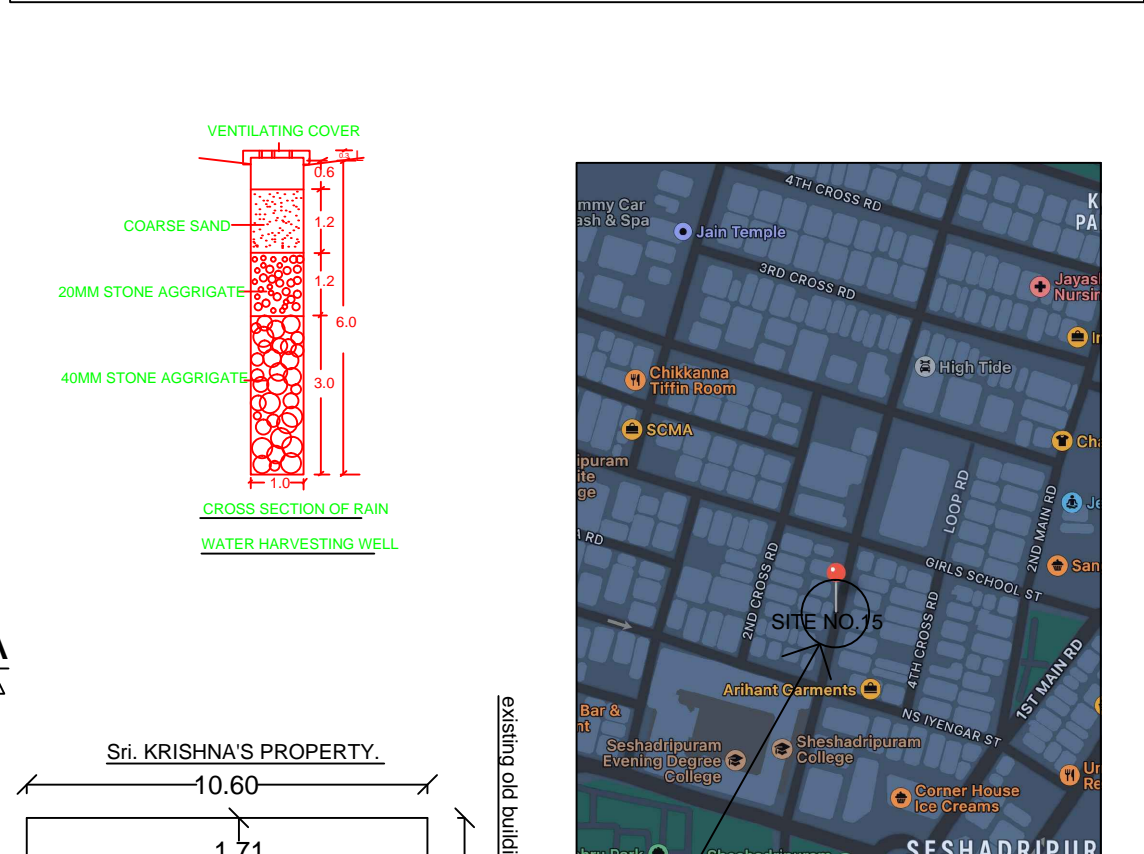 VENTILATING COVER
0.3
0.6
COARSE SAND
1.2
20MM STONE AGGRIGATE
1.2
6.0
40MM STONE AGGRIGATE
3.0
1.0
CROSS SECTION OF RAIN
WATER HARVESTING WELL
Sri. KRISHNA'S PROPERTY.
10.60
1.71
existing old
4TH CROSS RD
Jain Temple
3RD CROSS RD
High Tide
Chikkanna
Tiffin Room
SCMA
LOOP RD
2ND MAIN RD
GIRLS SCHOOL ST
2ND CROSS RD
SITE NO.15
4TH CROSS RD
1ST MAIN RD
Arihant Garments
NS IYENGAR ST
Bar &
Seshadripuram
Evening Degree
College
Sheshadripuram
College
Corner House
Ice Creams
SESHADRIPUR